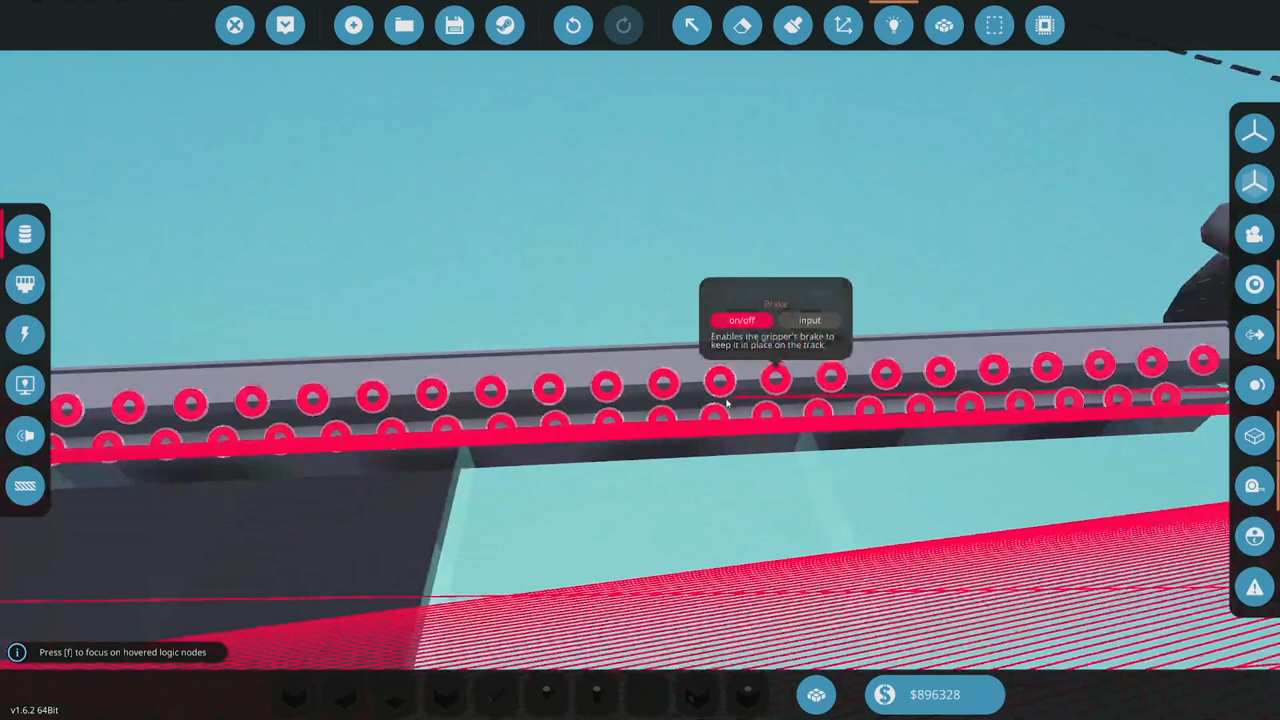 Brake
on/off input
Enables the gripper's brake to
keep it in place on the track.
Press [f] to focus on hovered logic nodes
$896328
v1.6.2 64Bit